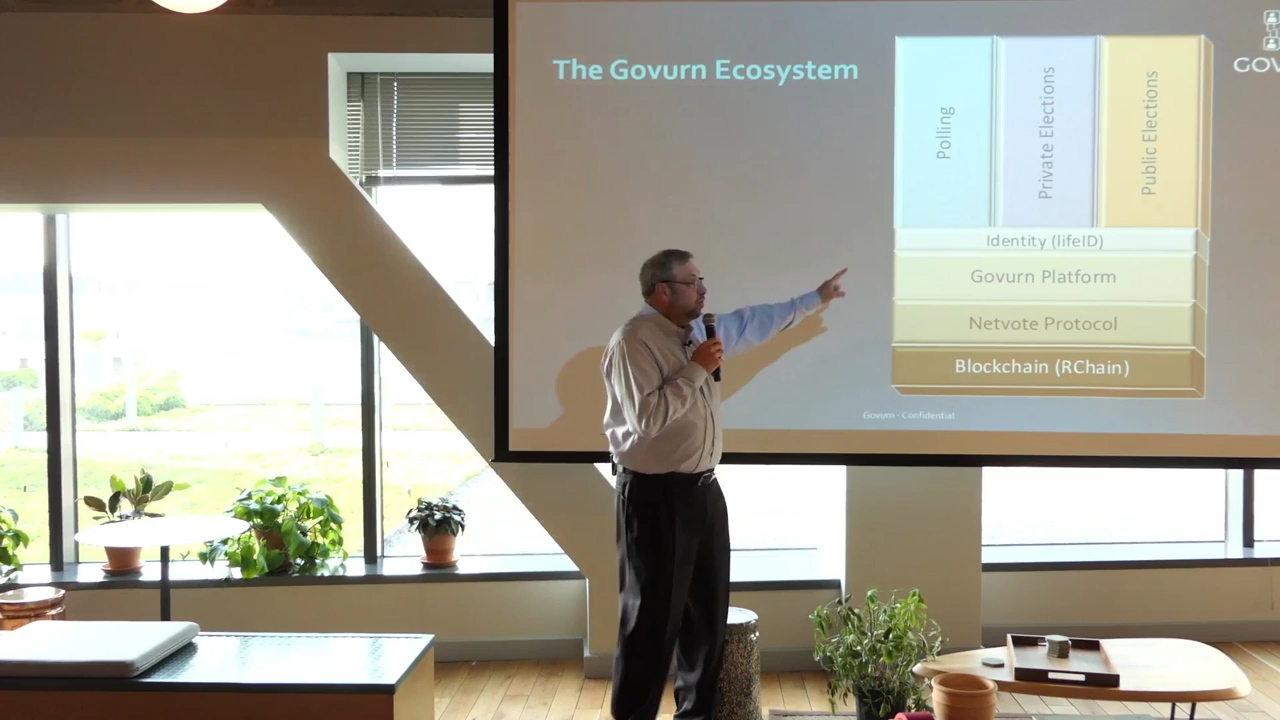 The Govurn Ecosystem
Polling
Private Elections
Public Elections
Identity (lifeID)
Govurn Platform
Netvote Protocol
Blockchain (RChain)
Govurn - Confidential
GOV